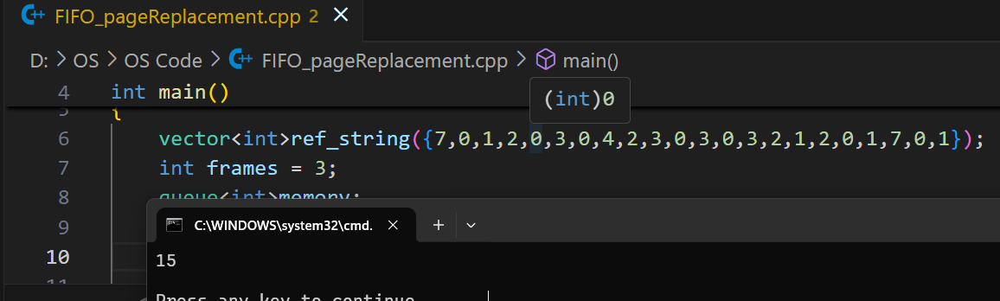 FIFO_pageReplacement.cpp 2 ×
D: > OS > OS Code > FIFO_pageReplacement.cpp > main()
4 int main()
(int)0
5 {
6 vector<int>ref_string({7,0,1,2,0,3,0,4,2,3,0,3,0,3,2,1,2,0,1,7,0,1});
7 int frames = 3;
8 queue<int>memory;
9
10
11
C:\WINDOWS\system32\cmd. × +
15
Press any key to continue